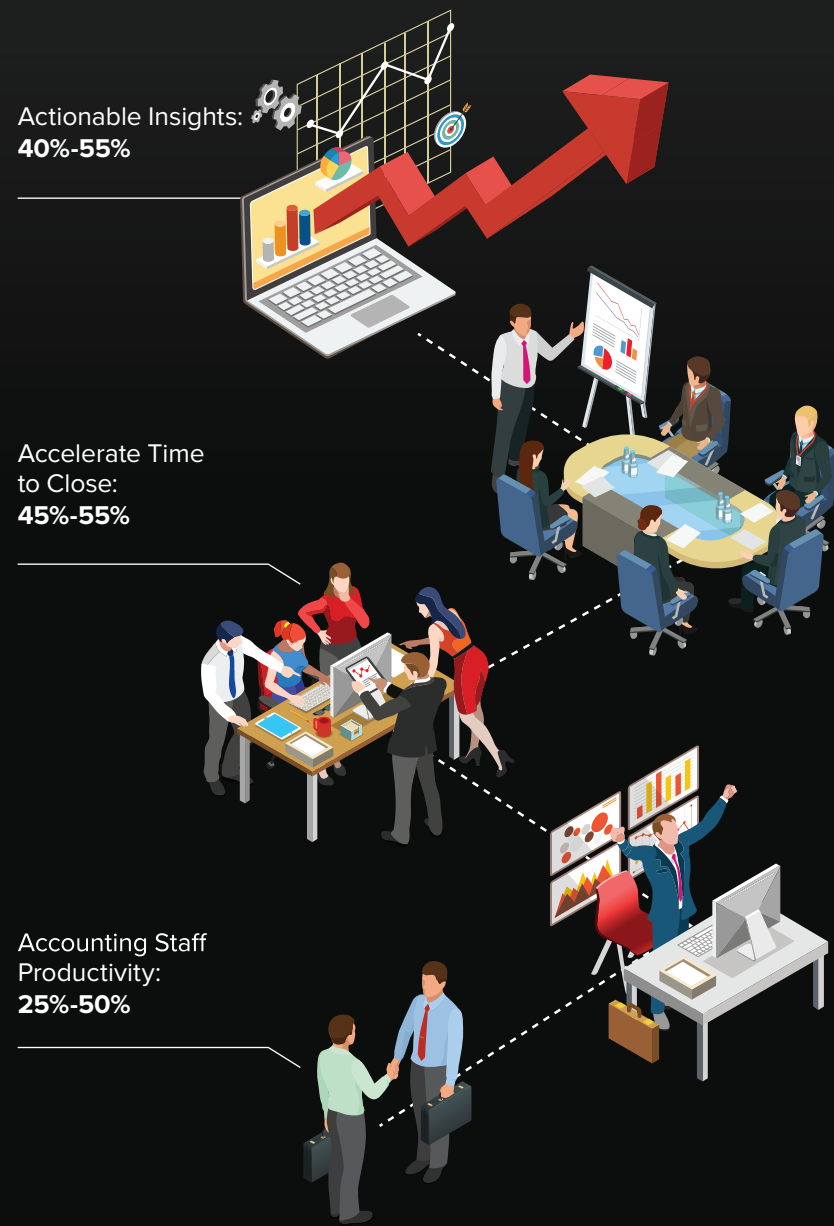 Actionable Insights:
40%-55%
Accelerate Time
to Close:
45%-55%
Accounting Staff
Productivity:
25%-50%